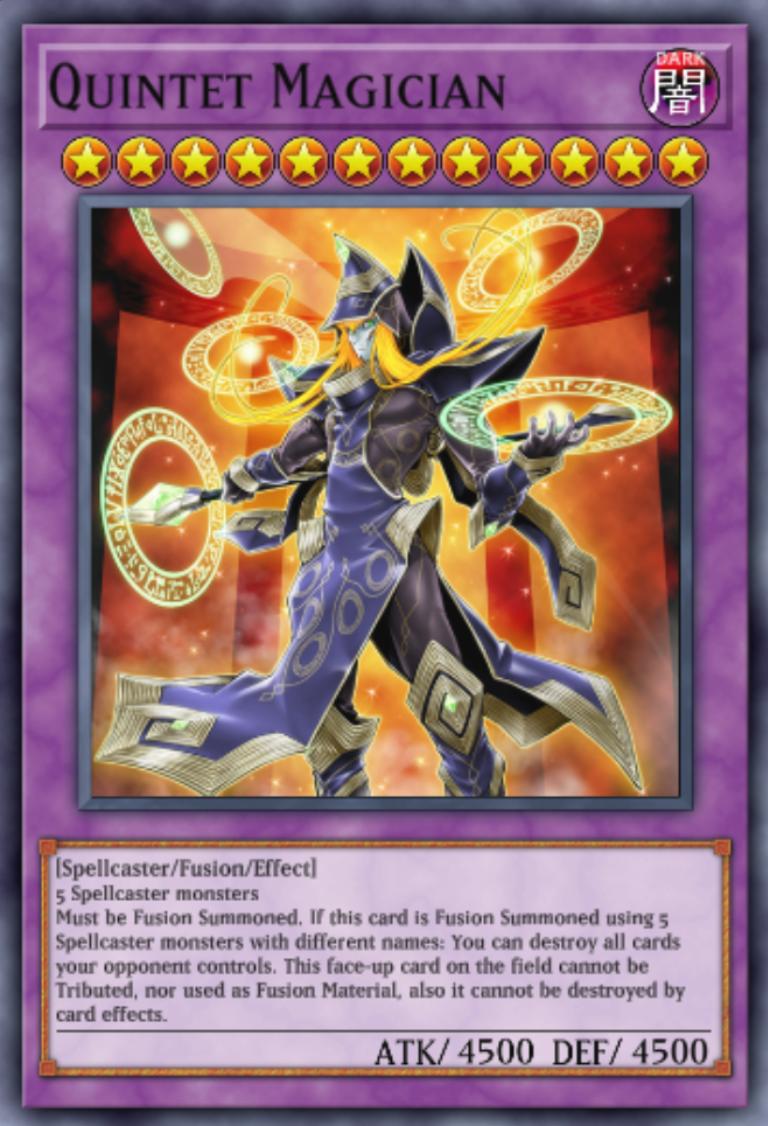 Quintet Magician
DARK
闇
[Spellcaster/Fusion/Effect]
5 Spellcaster monsters
Must be Fusion Summoned. If this card is Fusion Summoned using 5
Spellcaster monsters with different names: You can destroy all cards
your opponent controls. This face-up card on the field cannot be
Tributed, nor used as Fusion Material, also it cannot be destroyed by
card effects.
ATK/ 4500 DEF/ 4500